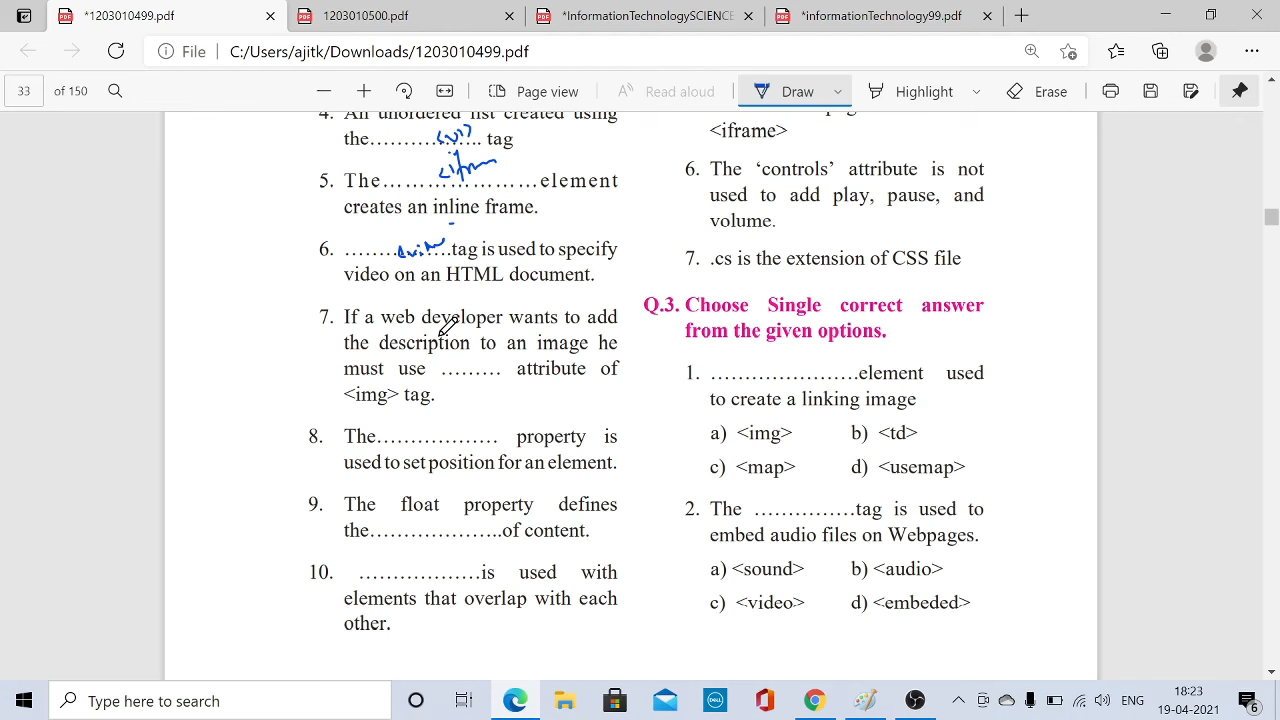 *1203010499.pdf
*1203010500.pdf
*InformationTechnologySCIENCE
*InformationTechnology.pdf
File C:/Users/ajitk/Downloads/1203010499.pdf
33 of 150
Page view
Read aloud
Draw
Highlight
Erase
4. An unordered list created using
the……………….. tag
5. The…………………element
creates an inline frame.
6. ……………….tag is used to specify
video on an HTML document.
7. If a web developer wants to add
the description to an image he
must use ……… attribute of
<img> tag.
8. The……………… property is
used to set position for an element.
9. The float property defines
the………………..of content.
10. ………………is used with
elements that overlap with each
other.
<iframe>
6. The ‘controls’ attribute is not
used to add play, pause, and
volume.
7. .cs is the extension of CSS file
Q.3. Choose Single correct answer
from the given options.
1. ………………….element used
to create a linking image
a) <img> b) <td>
c) <map> d) <usemap>
2. The ……………tag is used to
embed audio files on Webpages.
a) <sound> b) <audio>
c) <video> d) <embeded>
Type here to search
DELL
ENG
18:23
19-04-2021
6